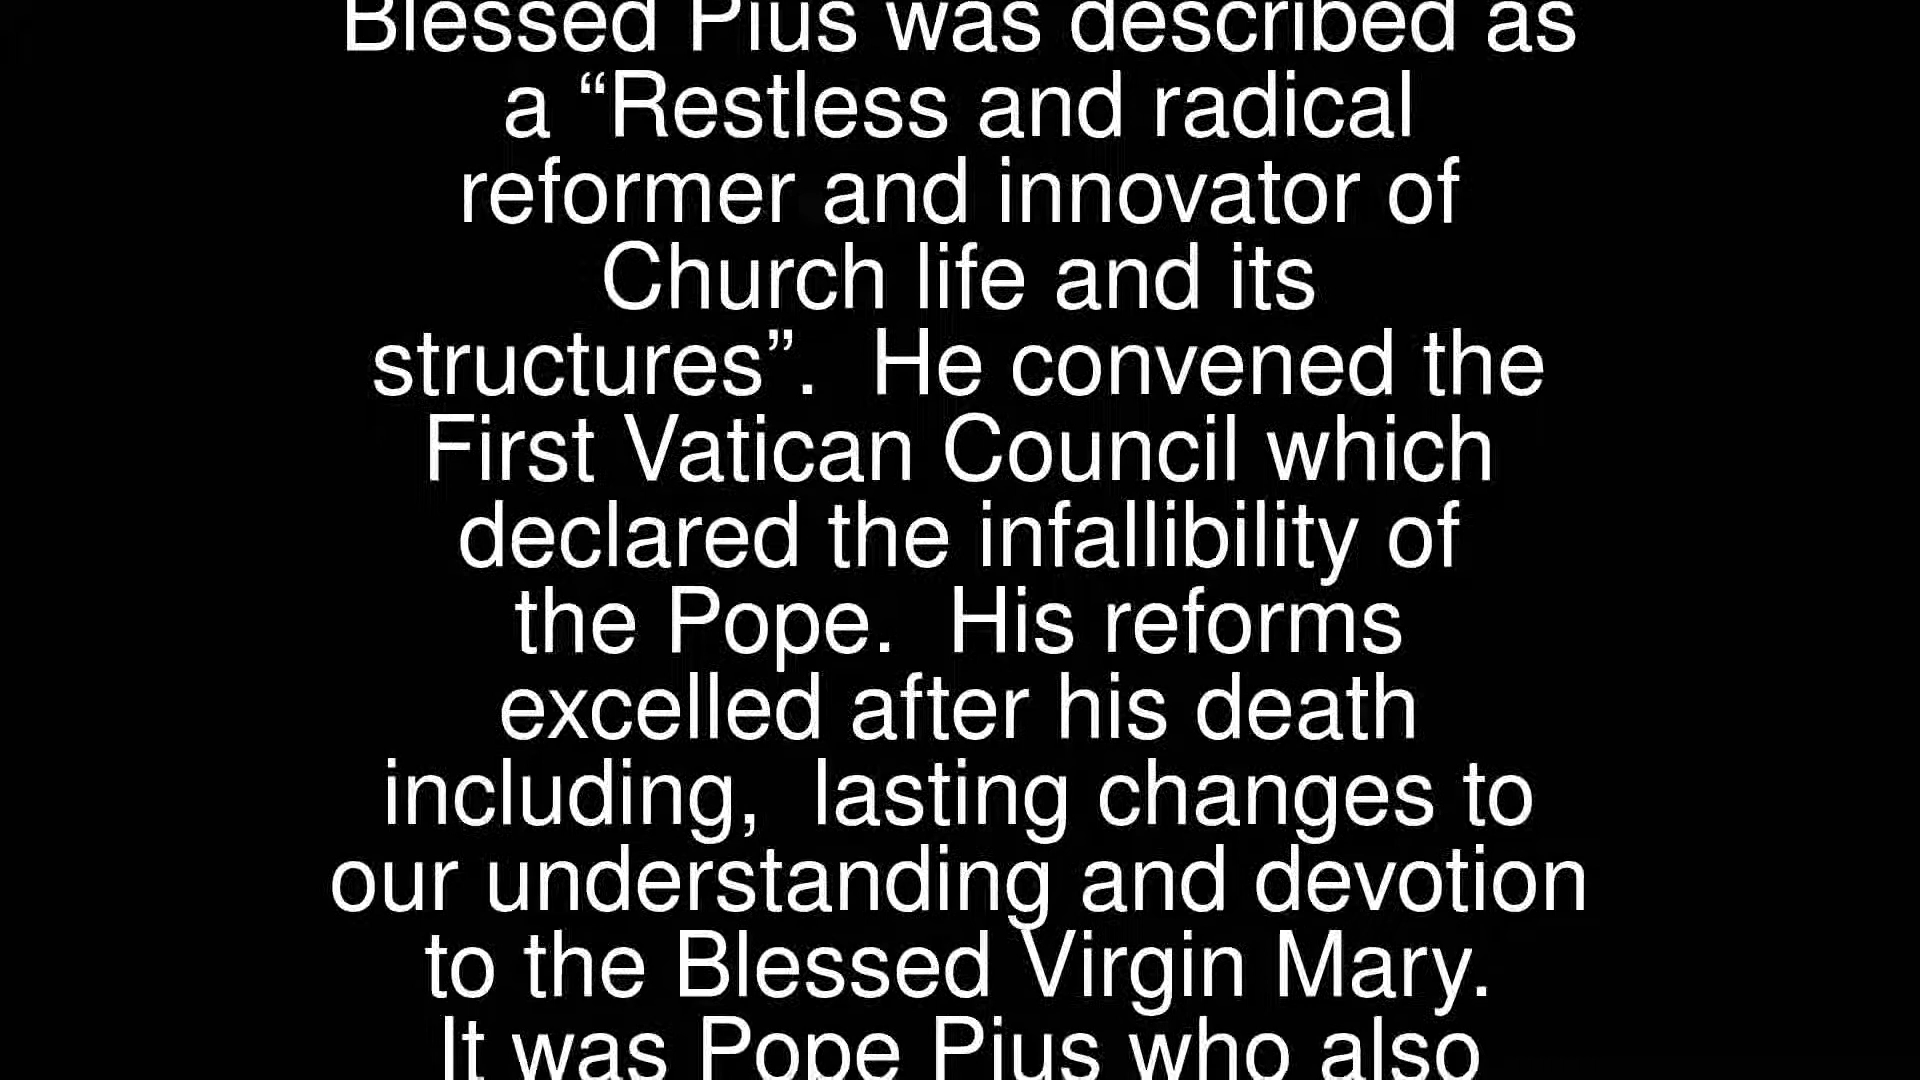 Blessed Pius was described as
a “Restless and radical
reformer and innovator of
Church life and its
structures”.  He convened the
First Vatican Council which
declared the infallibility of
the Pope.  His reforms
excelled after his death
including,  lasting changes to
our understanding and devotion
to the Blessed Virgin Mary.
It was Pope Pius who also